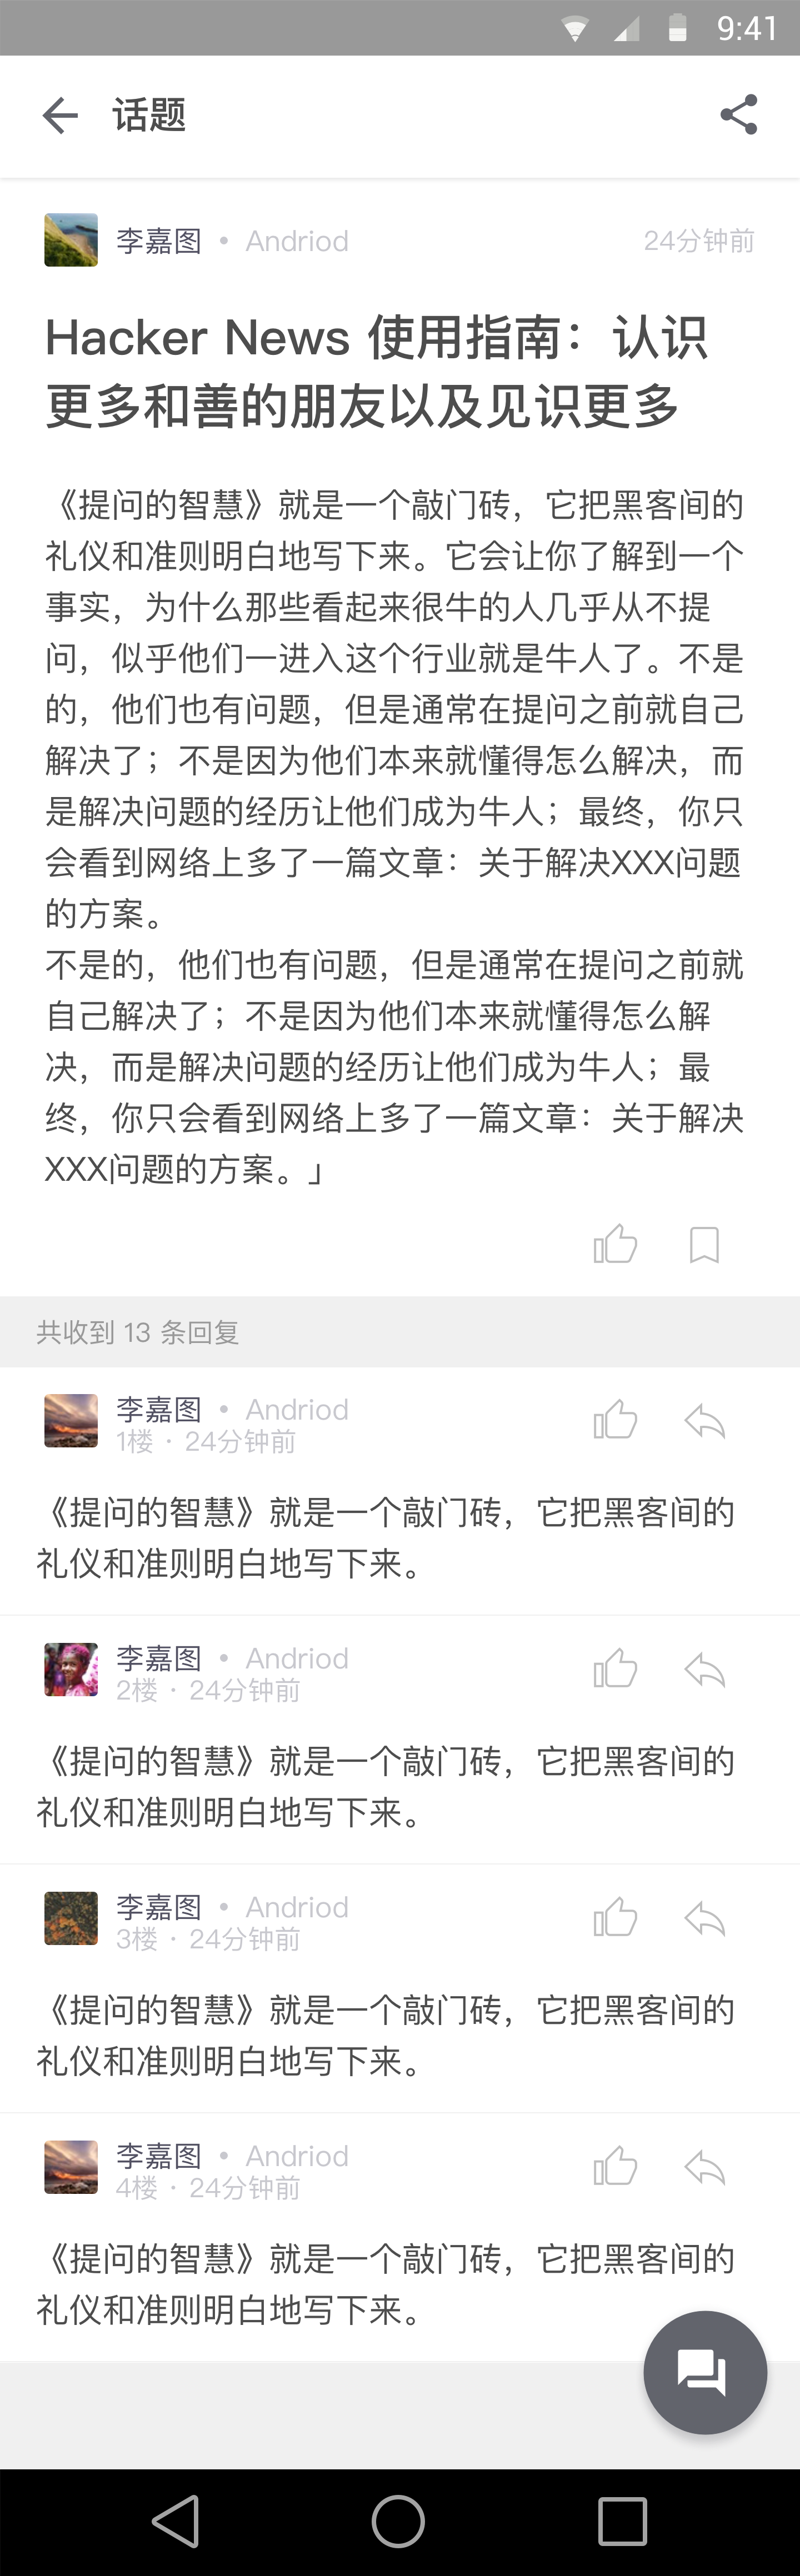 9:41
话题
李嘉图 • Andriod 24分钟前
Hacker News 使用指南：认识
更多和善的朋友以及见识更多
《提问的智慧》就是一个敲门砖，它把黑客间的
礼仪和准则明白地写下来。它会让你了解到一个
事实，为什么那些看起来很牛的人几乎从不提
问，似乎他们一进入这个行业就是牛人了。不是
的，他们也有问题，但是通常在提问之前就自己
解决了；不是因为他们本来就懂得怎么解决，而
是解决问题的经历让他们成为牛人；最终，你只
会看到网络上多了一篇文章：关于解决XXX问题
的方案。
不是的，他们也有问题，但是通常在提问之前就
自己解决了；不是因为他们本来就懂得怎么解
决，而是解决问题的经历让他们成为牛人；最
终，你只会看到网络上多了一篇文章：关于解决
XXX问题的方案。」
共收到 13 条回复
李嘉图 • Andriod
1楼 · 24分钟前
《提问的智慧》就是一个敲门砖，它把黑客间的
礼仪和准则明白地写下来。
李嘉图 • Andriod
2楼 · 24分钟前
《提问的智慧》就是一个敲门砖，它把黑客间的
礼仪和准则明白地写下来。
李嘉图 • Andriod
3楼 · 24分钟前
《提问的智慧》就是一个敲门砖，它把黑客间的
礼仪和准则明白地写下来。
李嘉图 • Andriod
4楼 · 24分钟前
《提问的智慧》就是一个敲门砖，它把黑客间的
礼仪和准则明白地写下来。